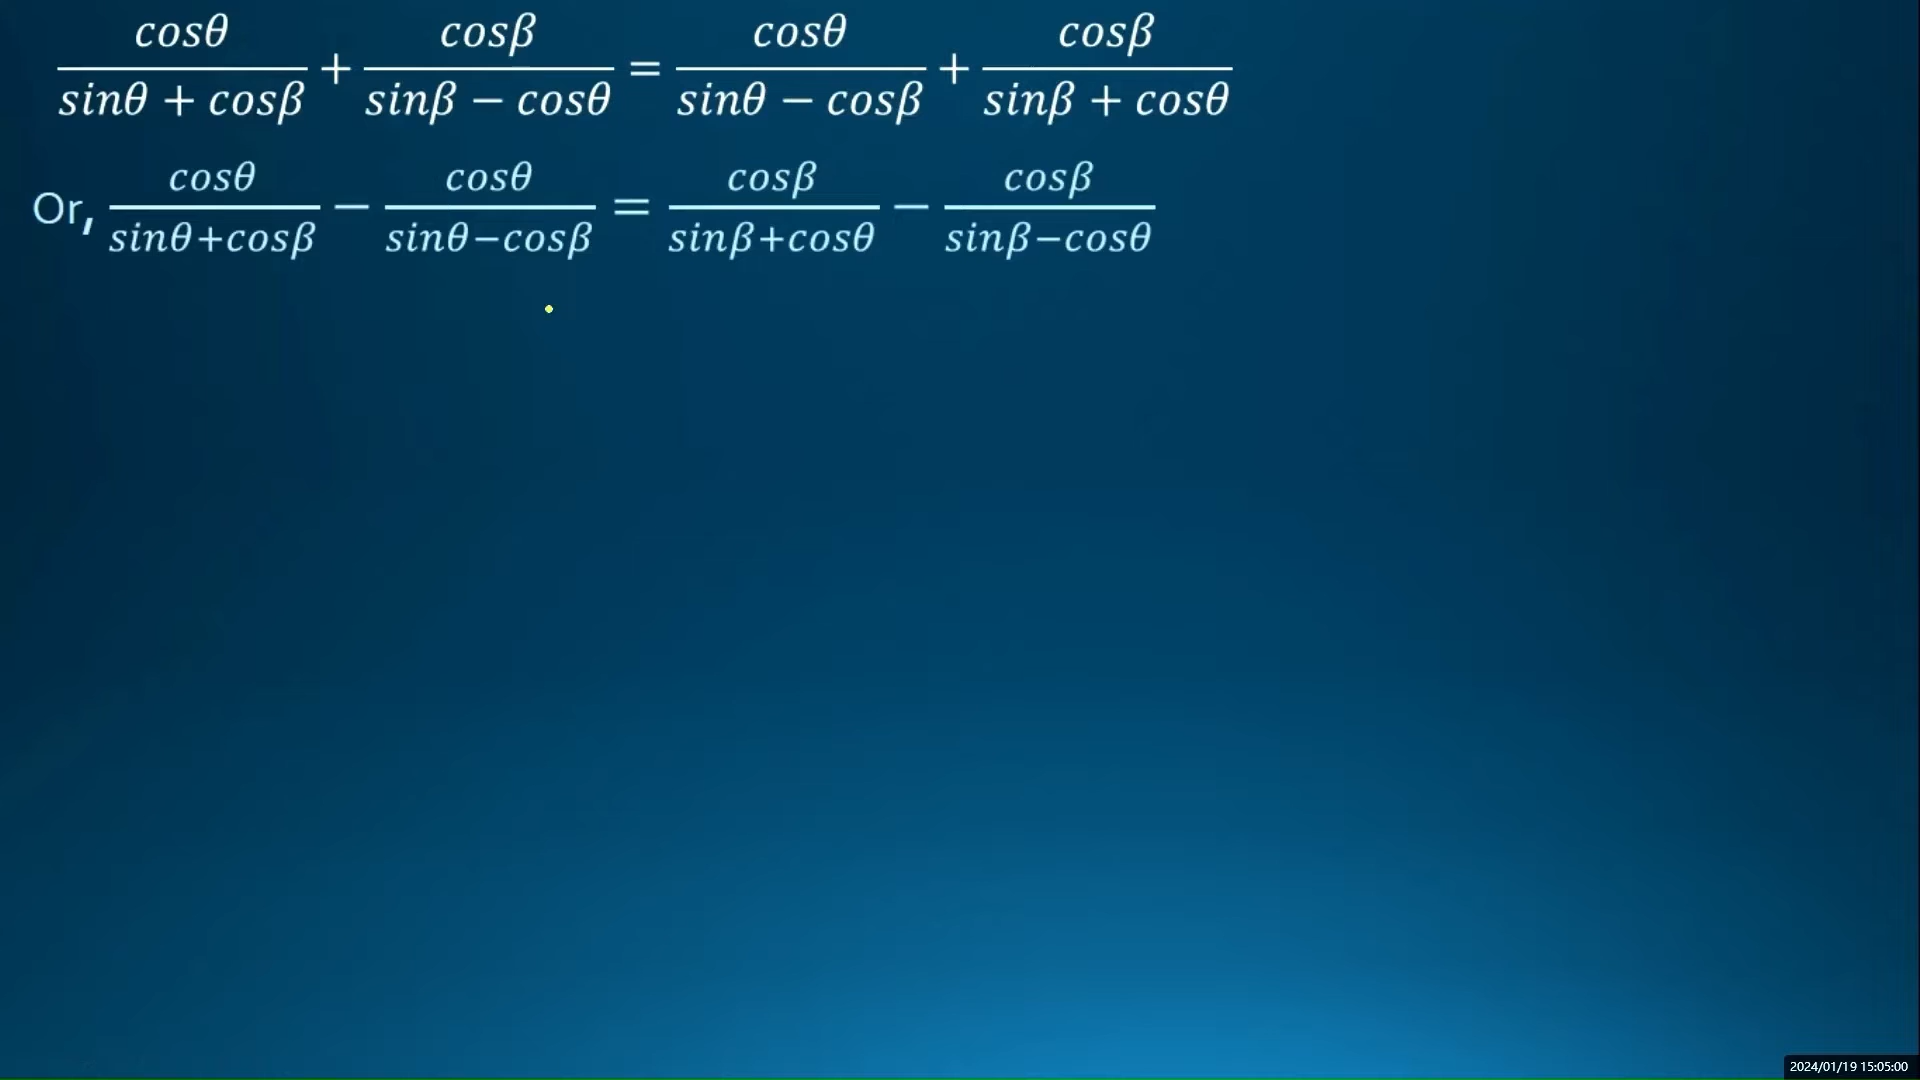 cosθ/(sinθ + cosβ) + cosβ/(sinβ − cosθ) = cosθ/(sinθ − cosβ) + cosβ/(sinβ + cosθ)
Or, cosθ/(sinθ+cosβ) − cosθ/(sinθ−cosβ) = cosβ/(sinβ+cosθ) − cosβ/(sinβ−cosθ)
2024/01/19 15:05:00